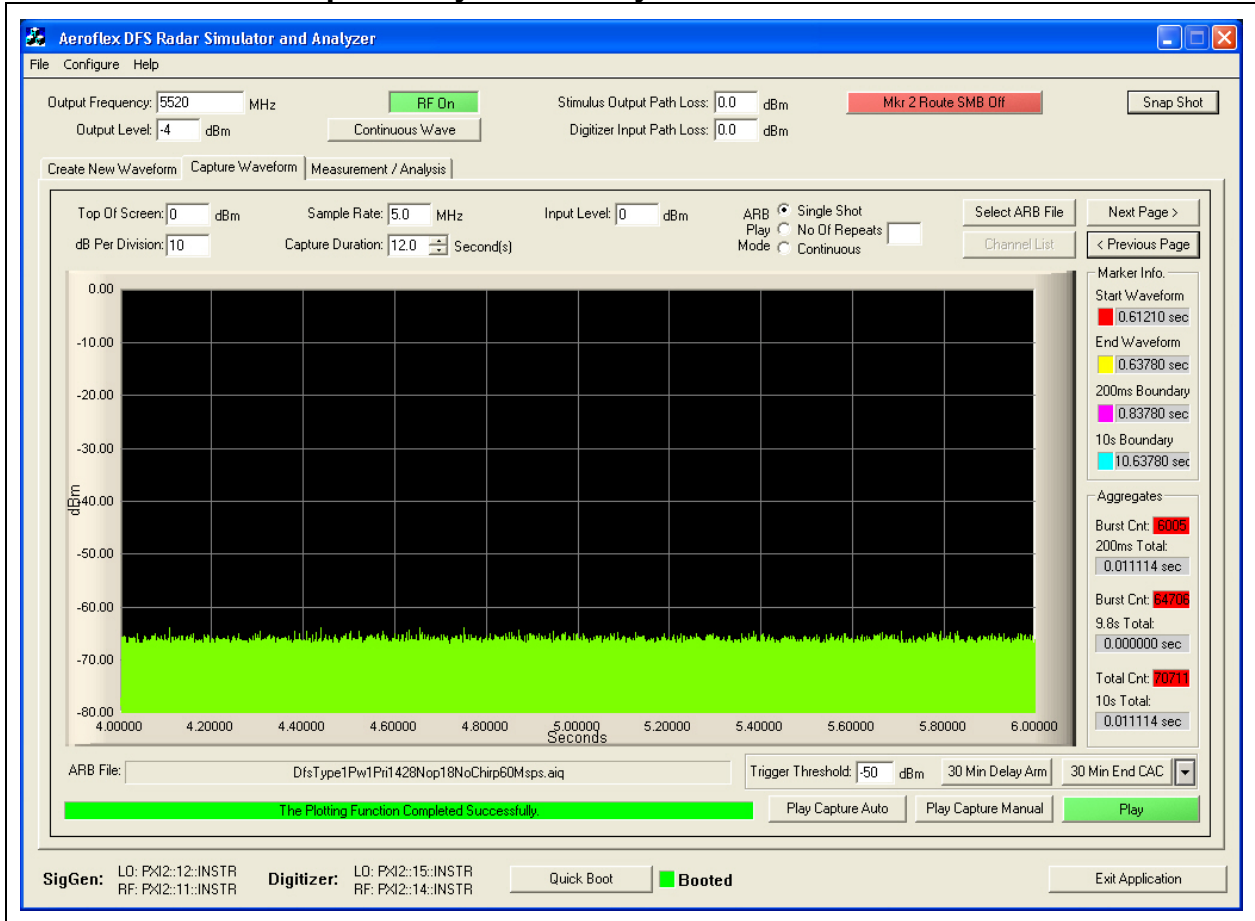 Aeroflex DFS Radar Simulator and Analyzer
File Configure Help
Output Frequency: 5520 MHz
RF On
Stimulus Output Path Loss: 0.0 dBm
Mkr 2 Route SMB Off
Snap Shot
Output Level: -4 dBm
Continuous Wave
Digitizer Input Path Loss: 0.0 dBm
Create New Waveform Capture Waveform Measurement / Analysis
Top Of Screen: 0 dBm
Sample Rate: 5.0 MHz
Input Level: 0 dBm
ARB Play Mode
Single Shot
No Of Repeats
Continuous
Select ARB File
Next Page >
dB Per Division: 10
Capture Duration: 12.0 Second(s)
Channel List
< Previous Page
0.00
-10.00
-20.00
-30.00
-40.00
-50.00
-60.00
-70.00
-80.00
dBm
4.00000 4.20000 4.40000 4.60000 4.80000 5.00000 5.20000 5.40000 5.60000 5.80000 6.00000
Seconds
Marker Info.
Start Waveform
0.61210 sec
End Waveform
0.63780 sec
200ms Boundary
0.83780 sec
10s Boundary
10.63780 sec
Aggregates
Burst Cnt: 6005
200ms Total:
0.011114 sec
Burst Cnt: 64706
9.8s Total:
0.000000 sec
Total Cnt: 70711
10s Total:
0.011114 sec
ARB File: DfsType1Pw1Pri1428Nop18NoChirp60Msps.aiq
Trigger Threshold: -50 dBm
30 Min Delay Arm
30 Min End CAC
The Plotting Function Completed Successfully.
Play Capture Auto
Play Capture Manual
Play
SigGen: LO: PXI2::12::INSTR
RF: PXI2::11::INSTR
Digitizer: LO: PXI2::15::INSTR
RF: PXI2::14::INSTR
Quick Boot
Booted
Exit Application